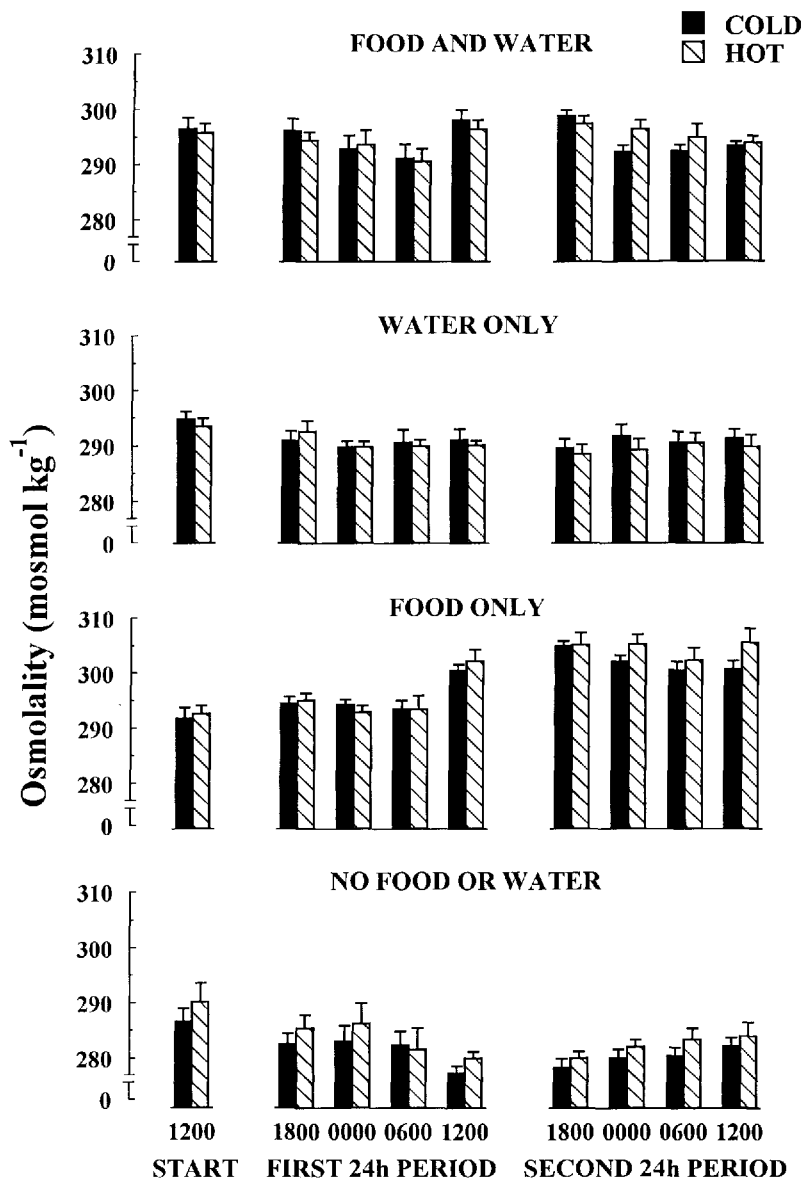 COLD
HOT
FOOD AND WATER
310
300
290
280
0
WATER ONLY
310
300
290
280
0
FOOD ONLY
310
300
290
280
0
NO FOOD OR WATER
310
300
290
280
0
Osmolality (mosmol kg⁻¹)
1200 1800 0000 0600 1200 1800 0000 0600 1200
START FIRST 24h PERIOD SECOND 24h PERIOD